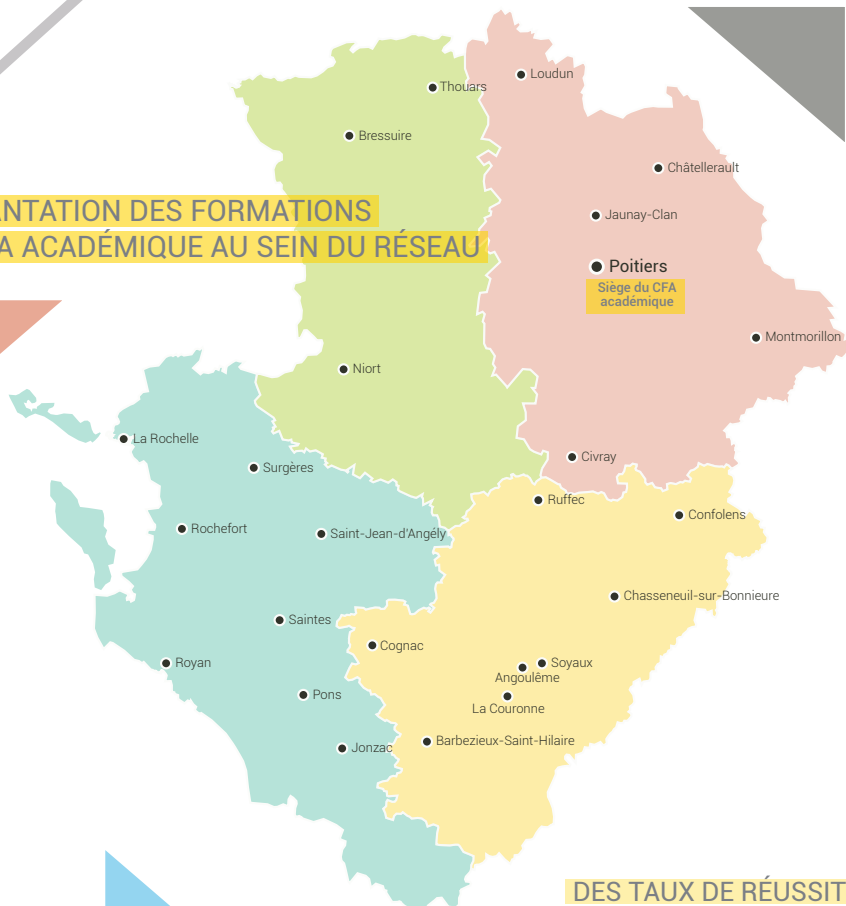 Loudun
Thouars
Bressuire
Châtellerault
ANTATION DES FORMATIONS
Jaunay-Clan
A ACADÉMIQUE AU SEIN DU RÉSEAU
Poitiers
Siège du CFA
académique
Montmorillon
Niort
La Rochelle
Civray
Surgères
Ruffec
Confolens
Rochefort
Saint-Jean-d'Angély
Chasseneuil-sur-Bonnieure
Saintes
Cognac
Royan
Soyaux
Angoulême
Pons
La Couronne
Barbezieux-Saint-Hilaire
Jonzac
DES TAUX DE RÉUSSIT